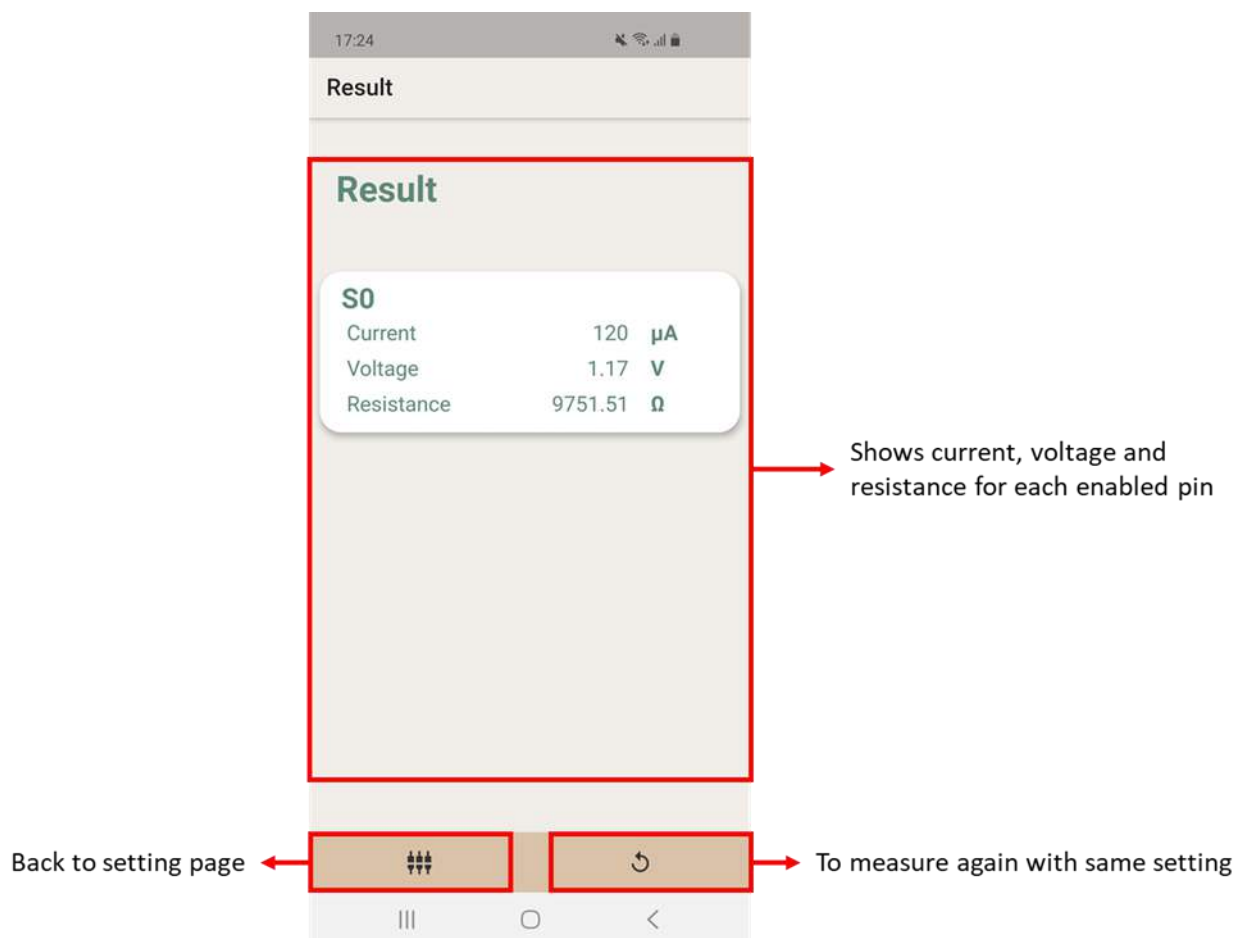 17:24
Result
Result
S0
Current 120 µA
Voltage 1.17 V
Resistance 9751.51 Ω
Shows current, voltage and
resistance for each enabled pin
Back to setting page
To measure again with same setting